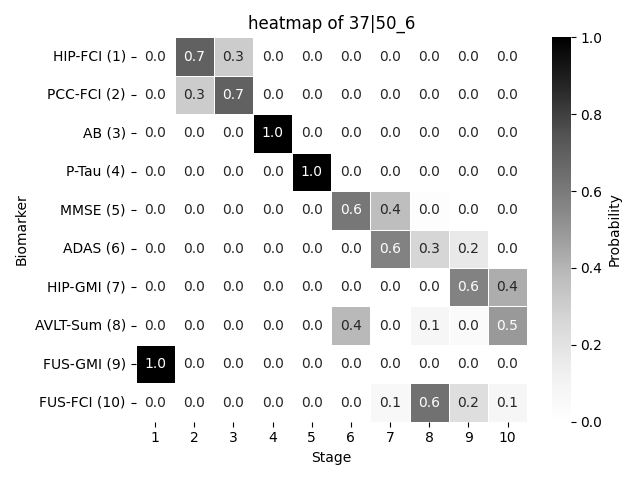 heatmap of 37|50_6
HIP-FCI (1) 0.0 0.7 0.3 0.0 0.0 0.0 0.0 0.0 0.0 0.0
PCC-FCI (2) 0.0 0.3 0.7 0.0 0.0 0.0 0.0 0.0 0.0 0.0
AB (3) 0.0 0.0 0.0 1.0 0.0 0.0 0.0 0.0 0.0 0.0
P-Tau (4) 0.0 0.0 0.0 0.0 1.0 0.0 0.0 0.0 0.0 0.0
MMSE (5) 0.0 0.0 0.0 0.0 0.0 0.6 0.4 0.0 0.0 0.0
ADAS (6) 0.0 0.0 0.0 0.0 0.0 0.0 0.6 0.3 0.2 0.0
HIP-GMI (7) 0.0 0.0 0.0 0.0 0.0 0.0 0.0 0.0 0.6 0.4
AVLT-Sum (8) 0.0 0.0 0.0 0.0 0.0 0.4 0.0 0.1 0.0 0.5
FUS-GMI (9) 1.0 0.0 0.0 0.0 0.0 0.0 0.0 0.0 0.0 0.0
FUS-FCI (10) 0.0 0.0 0.0 0.0 0.0 0.0 0.1 0.6 0.2 0.1
1 2 3 4 5 6 7 8 9 10
Stage
Biomarker
1.0
0.8
0.6
0.4
0.2
0.0
Probability